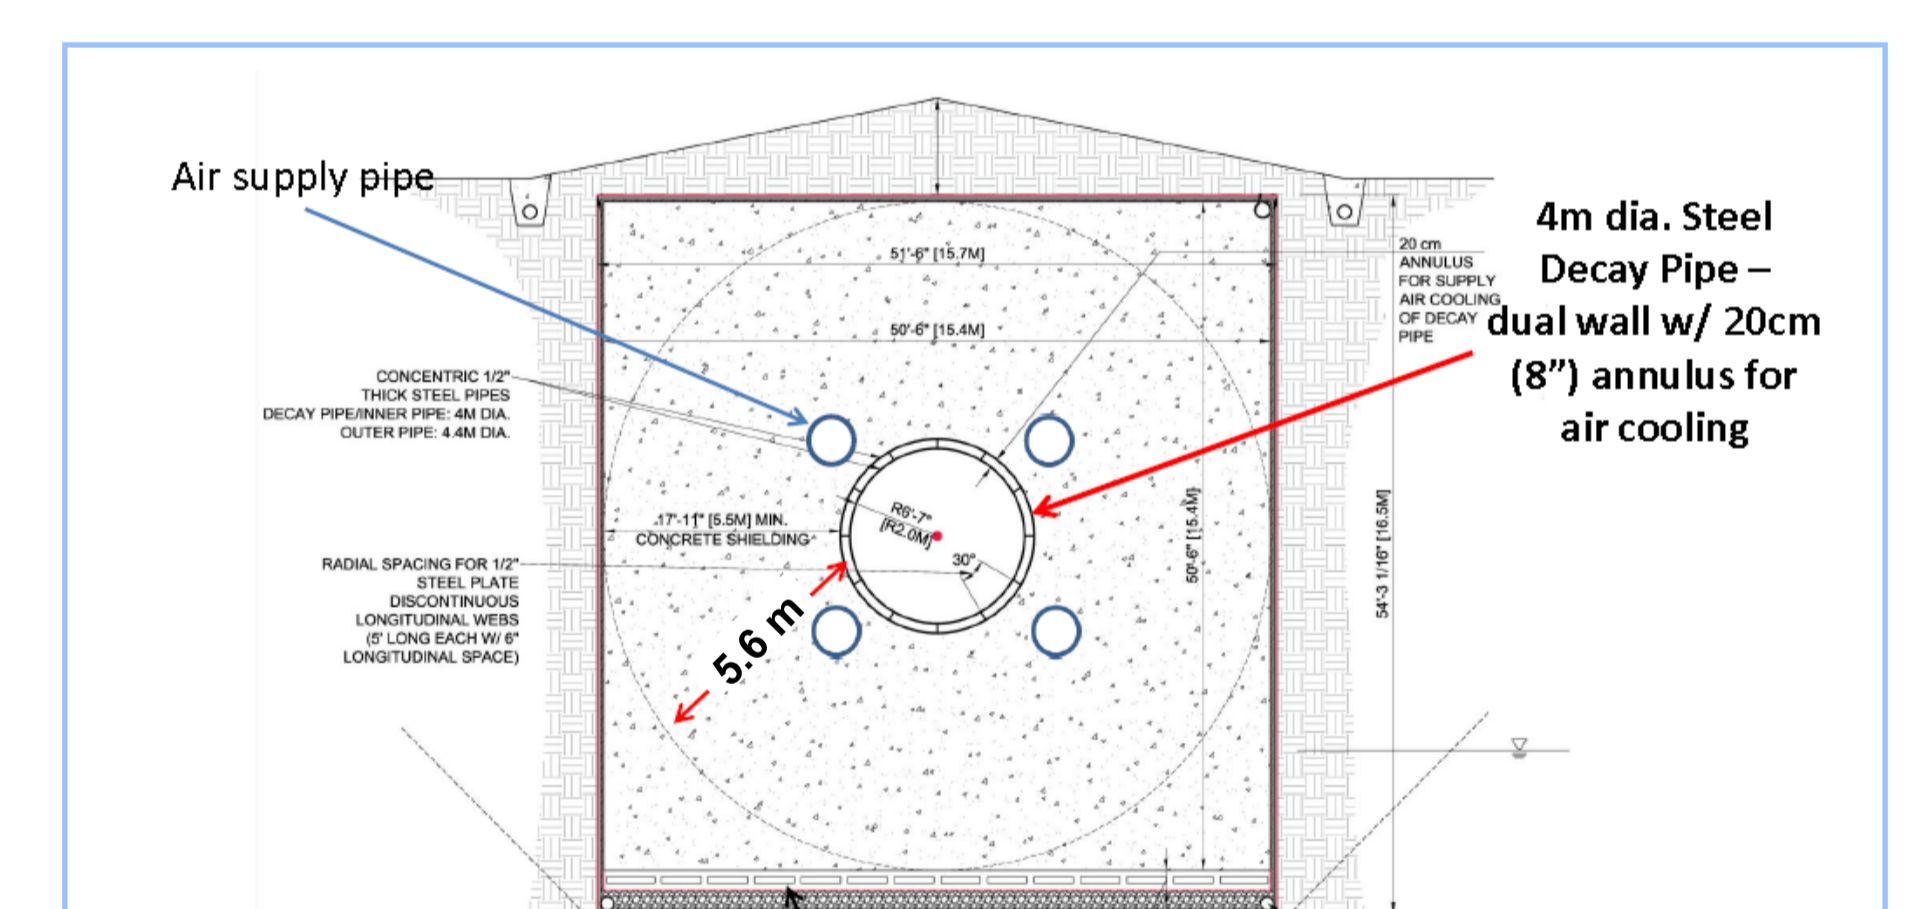 Air supply pipe
4m dia. Steel
Decay Pipe –
dual wall w/ 20cm
(8”) annulus for
air cooling
20 cm
ANNULUS
FOR SUPPLY
AIR COOLING
OF DECAY
PIPE
51'-6" [15.7M]
50'-6" [15.4M]
CONCENTRIC 1/2"
THICK STEEL PIPES
DECAY PIPE/INNER PIPE: 4M DIA.
OUTER PIPE: 4.4M DIA.
17'-11" [5.5M] MIN.
CONCRETE SHIELDING
R6'-7"
[R2.0M]
30°
50'-6" [15.4M]
54'-3 1/16" [16.5M]
RADIAL SPACING FOR 1/2"
STEEL PLATE
DISCONTINUOUS
LONGITUDINAL WEBS
(5' LONG EACH W/ 6"
LONGITUDINAL SPACE)
5.6 m